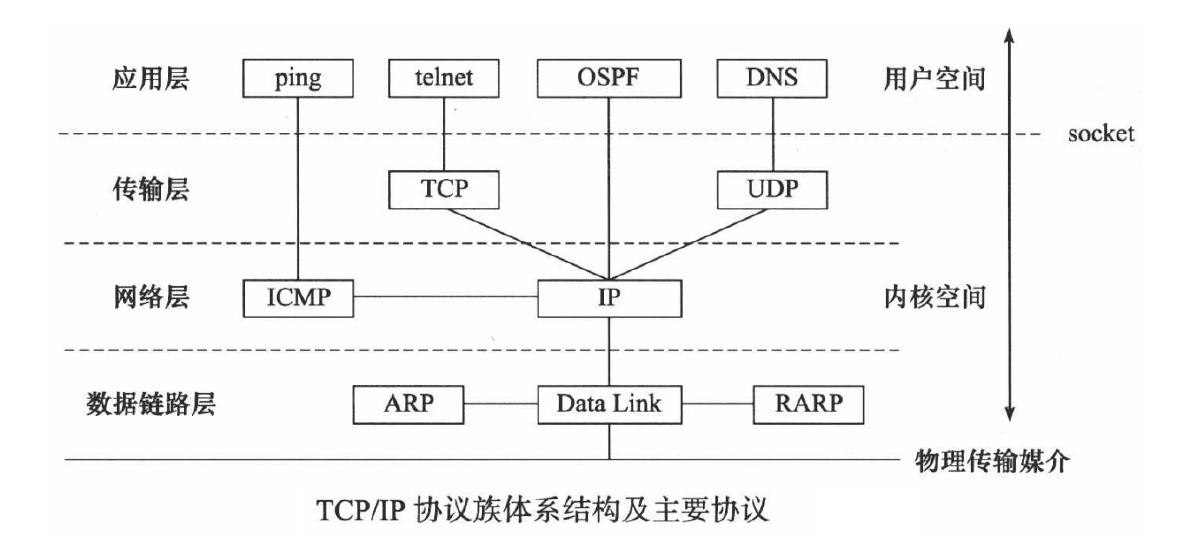 应用层 ping telnet OSPF DNS 用户空间
socket
传输层 TCP UDP
网络层 ICMP IP 内核空间
数据链路层 ARP Data Link RARP
物理传输媒介
TCP/IP 协议族体系结构及主要协议